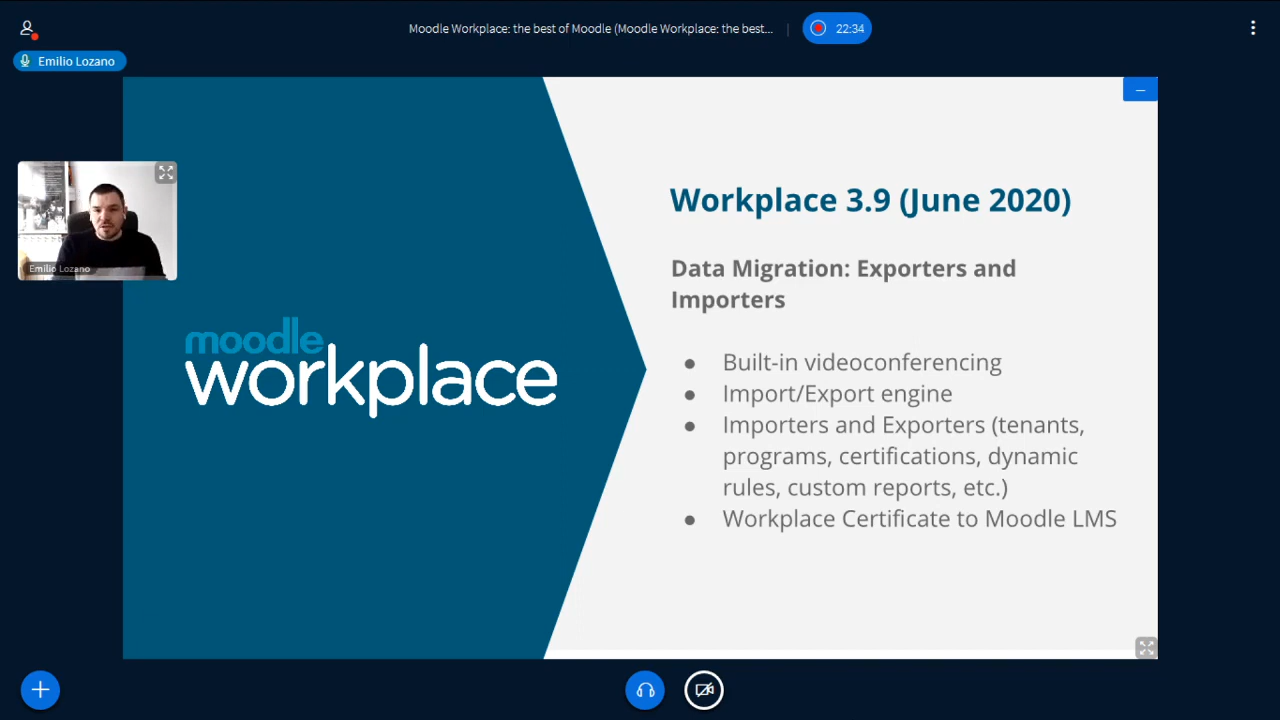 Moodle Workplace: the best of Moodle (Moodle Workplace: the best...
22:34
Emilio Lozano
Emilio Lozano
moodle
workplace
Workplace 3.9 (June 2020)
Data Migration: Exporters and
Importers
● Built-in videoconferencing
● Import/Export engine
● Importers and Exporters (tenants,
programs, certifications, dynamic
rules, custom reports, etc.)
● Workplace Certificate to Moodle LMS